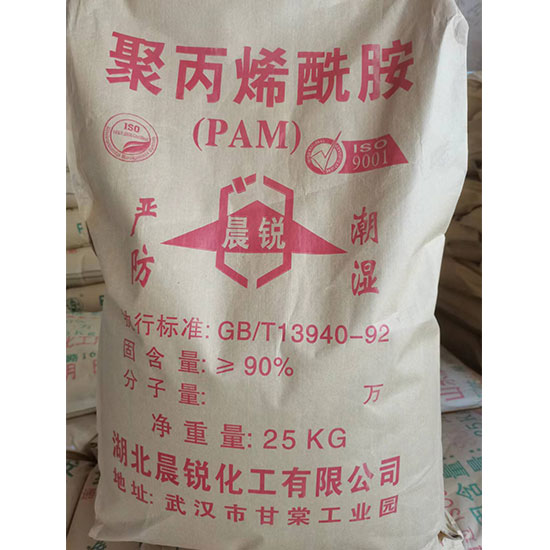 聚丙烯酰胺
(PAM)
ISO
ISO
9001
晨锐
严防
潮湿
执行标准: GB/T13940-92
固含量: ≥90%
分子量: 万
净重量: 25KG
湖北晨锐化工有限公司
地址: 武汉市甘棠工业园